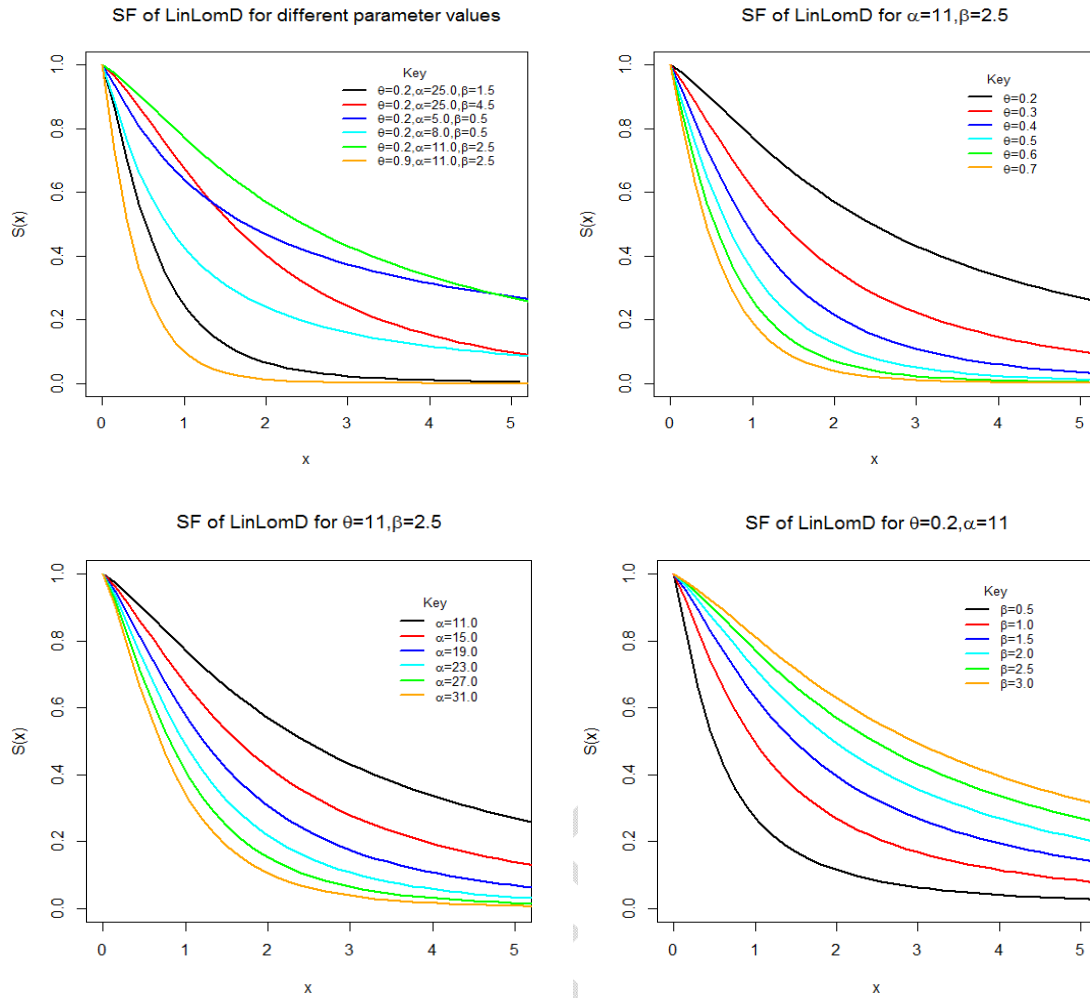 SF of LinLomD for different parameter values
Key
θ=0.2,α=25.0,β=1.5
θ=0.2,α=25.0,β=4.5
θ=0.2,α=5.0,β=0.5
θ=0.2,α=8.0,β=0.5
θ=0.2,α=11.0,β=2.5
θ=0.9,α=11.0,β=2.5
S(x)
1.0
0.8
0.6
0.4
0.2
0.0
0 1 2 3 4 5
x
SF of LinLomD for α=11,β=2.5
Key
θ=0.2
θ=0.3
θ=0.4
θ=0.5
θ=0.6
θ=0.7
S(x)
1.0
0.8
0.6
0.4
0.2
0.0
0 1 2 3 4 5
x
SF of LinLomD for θ=11,β=2.5
Key
α=11.0
α=15.0
α=19.0
α=23.0
α=27.0
α=31.0
S(x)
1.0
0.8
0.6
0.4
0.2
0.0
0 1 2 3 4 5
x
SF of LinLomD for θ=0.2,α=11
Key
β=0.5
β=1.0
β=1.5
β=2.0
β=2.5
β=3.0
S(x)
1.0
0.8
0.6
0.4
0.2
0.0
0 1 2 3 4 5
x